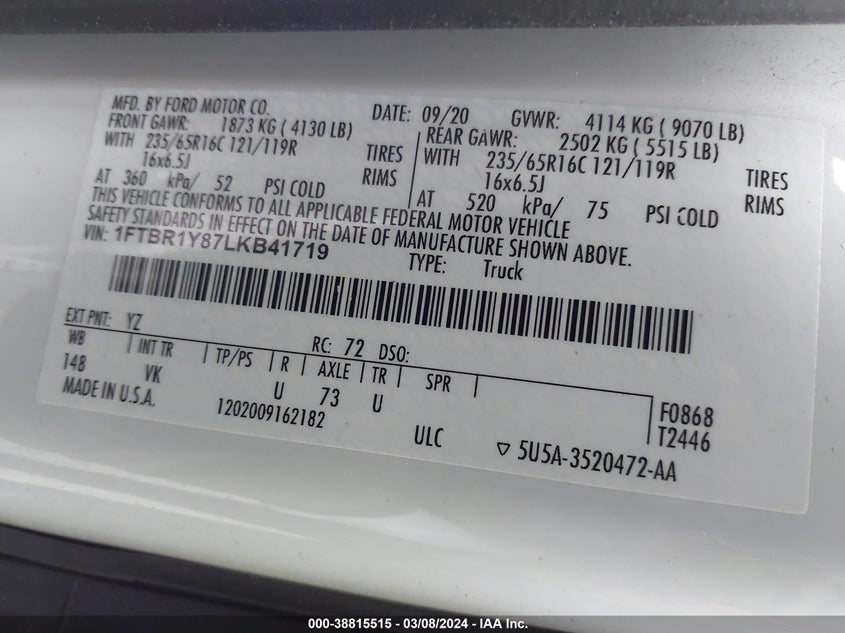 MFD. BY FORD MOTOR CO. DATE: 09/20 GVWR: 4114 KG ( 9070 LB)
FRONT GAWR: 1873 KG ( 4130 LB) REAR GAWR: 2502 KG ( 5515 LB)
WITH 235/65R16C 121/119R TIRES WITH 235/65R16C 121/119R TIRES
16x6.5J RIMS 16x6.5J RIMS
AT 360 kPa/ 52 PSI COLD AT 520 kPa/ 75 PSI COLD
THIS VEHICLE CONFORMS TO ALL APPLICABLE FEDERAL MOTOR VEHICLE
SAFETY STANDARDS IN EFFECT ON THE DATE OF MANUFACTURE SHOWN ABOVE.
VIN: 1FTBR1Y87LKB41719 TYPE: Truck
EXT PNT: YZ RC: 72 DSO:
WB INT TR TP/PS R AXLE TR SPR F0868
148 VK U 73 U T2446
MADE IN U.S.A. 1202009162182 ULC 5U5A-3520472-AA
000-38815515 - 03/08/2024 - IAA Inc.